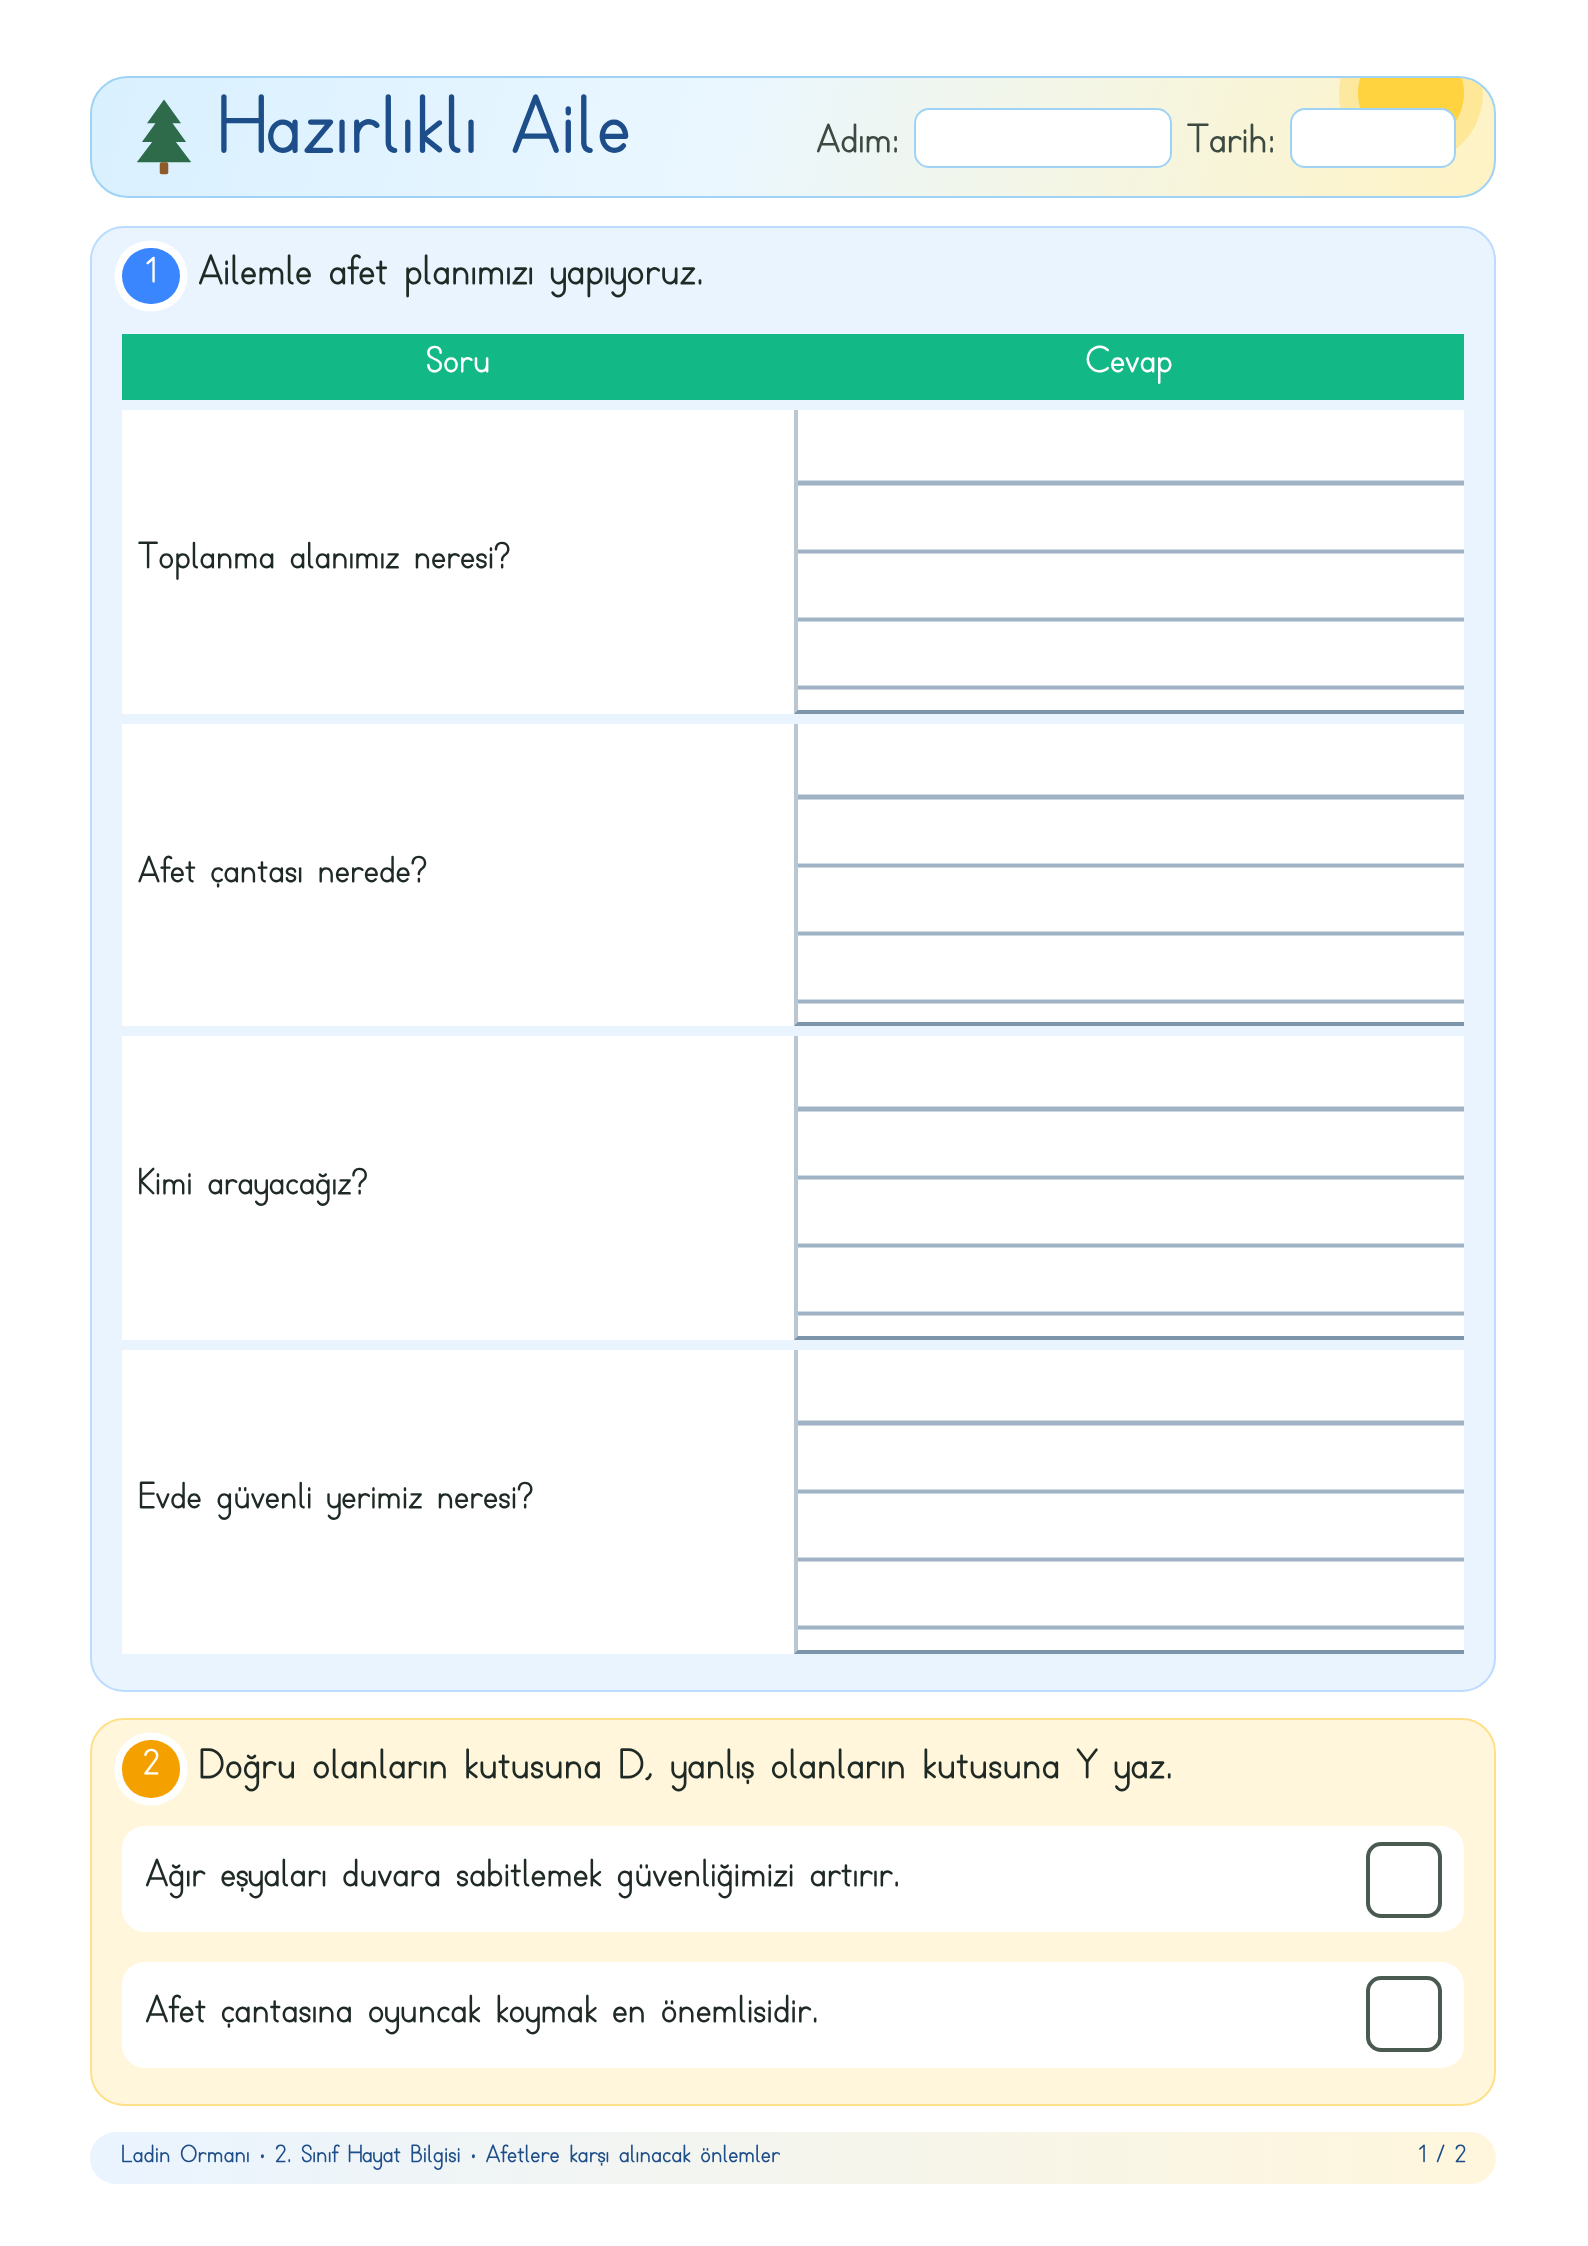 Hazırlıklı Aile
Adım:
Tarih:
1 Ailemle afet planımızı yapıyoruz.
Soru
Cevap
Toplanma alanımız neresi?
Afet çantası nerede?
Kimi arayacağız?
Evde güvenli yerimiz neresi?
2 Doğru olanların kutusuna D, yanlış olanların kutusuna Y yaz.
Ağır eşyaları duvara sabitlemek güvenliğimizi artırır.
Afet çantasına oyuncak koymak en önemlisidir.
Ladin Ormanı • 2. Sınıf Hayat Bilgisi • Afetlere karşı alınacak önlemler
1 / 2